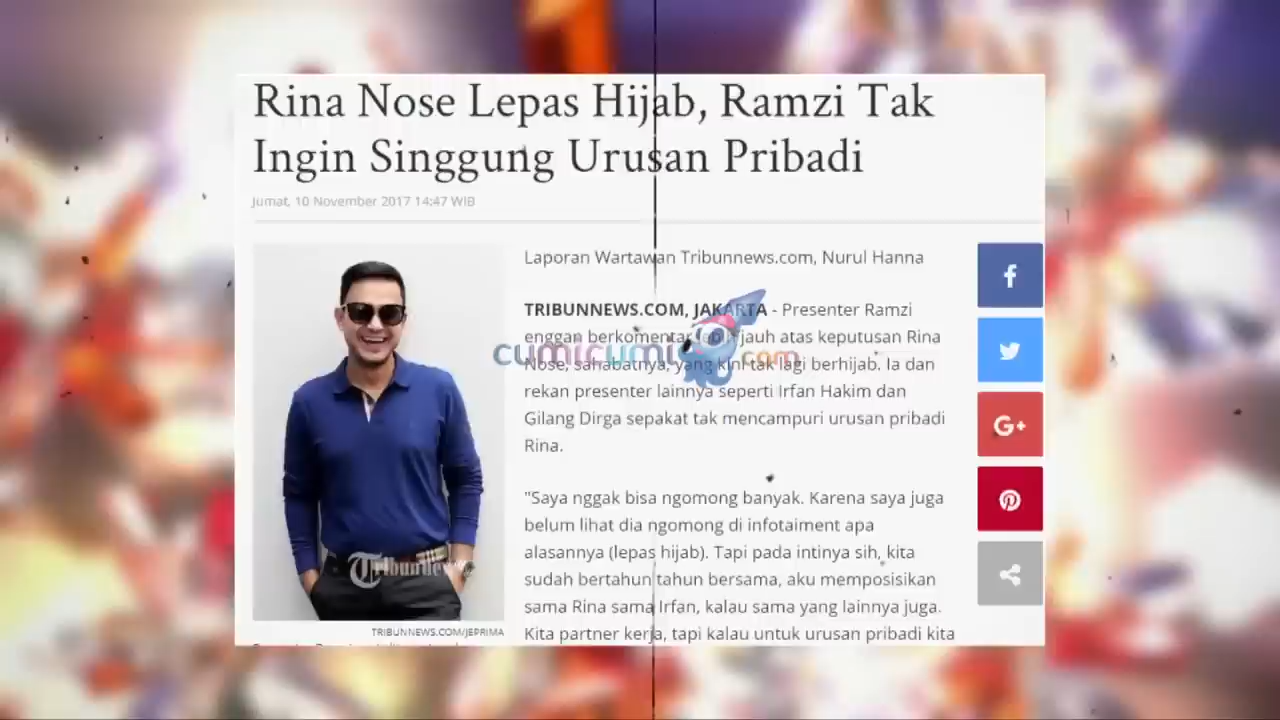 Rina Nose Lepas Hijab, Ramzi Tak
Ingin Singgung Urusan Pribadi
Jumat, 10 November 2017 14:47 WIB
Laporan Wartawan Tribunnews.com, Nurul Hanna
TRIBUNNEWS.COM, JAKARTA - Presenter Ramzi
enggan berkomentar lebih jauh atas keputusan Rina
cumicumi.com
Nose, sahabatnya, yang kini tak lagi berhijab. Ia dan
rekan presenter lainnya seperti Irfan Hakim dan
Gilang Dirga sepakat tak mencampuri urusan pribadi
Rina.
"Saya nggak bisa ngomong banyak. Karena saya juga
belum lihat dia ngomong di infotaiment apa
alasannya (lepas hijab). Tapi pada intinya sih, kita
sudah bertahun tahun bersama, aku memposisikan
sama Rina sama Irfan, kalau sama yang lainnya juga.
Kita partner kerja, tapi kalau untuk urusan pribadi kita
Tribunnews
TRIBUNNEWS.COM/JEPRIMA
f
G+